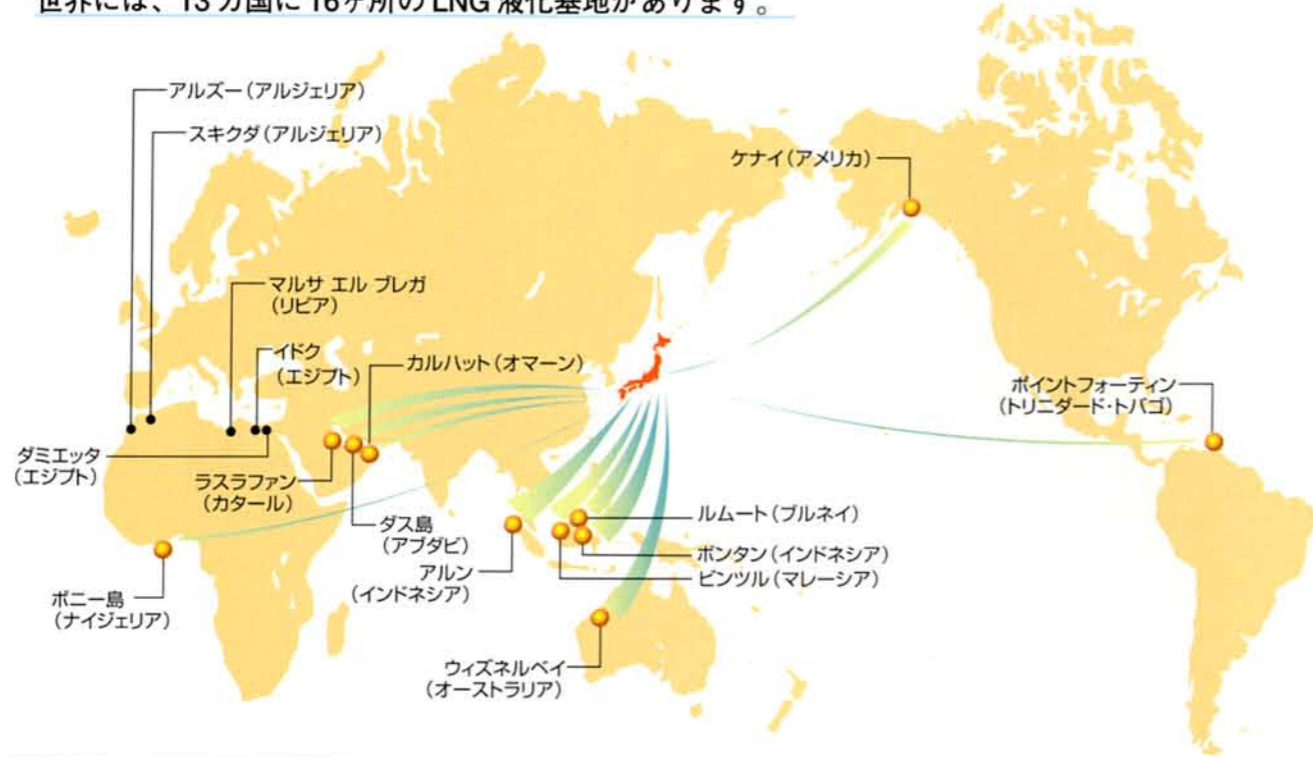 世界には、13カ国に16ヶ所のLNG液化基地があります。
アルズー(アルジェリア)
スキクダ(アルジェリア)
ケナイ(アメリカ)
マルサ エル ブレガ
(リビア)
イドク
(エジプト)
カルハット(オマーン)
ポイントフォーティン
(トリニダード・トバゴ)
ダミエッタ
(エジプト)
ラスラファン
(カタール)
ダス島
(アブダビ)
ルムート(ブルネイ)
ボンタン(インドネシア)
ビンツル(マレーシア)
アルン
(インドネシア)
ボニー島
(ナイジェリア)
ウィズネルベイ
(オーストラリア)